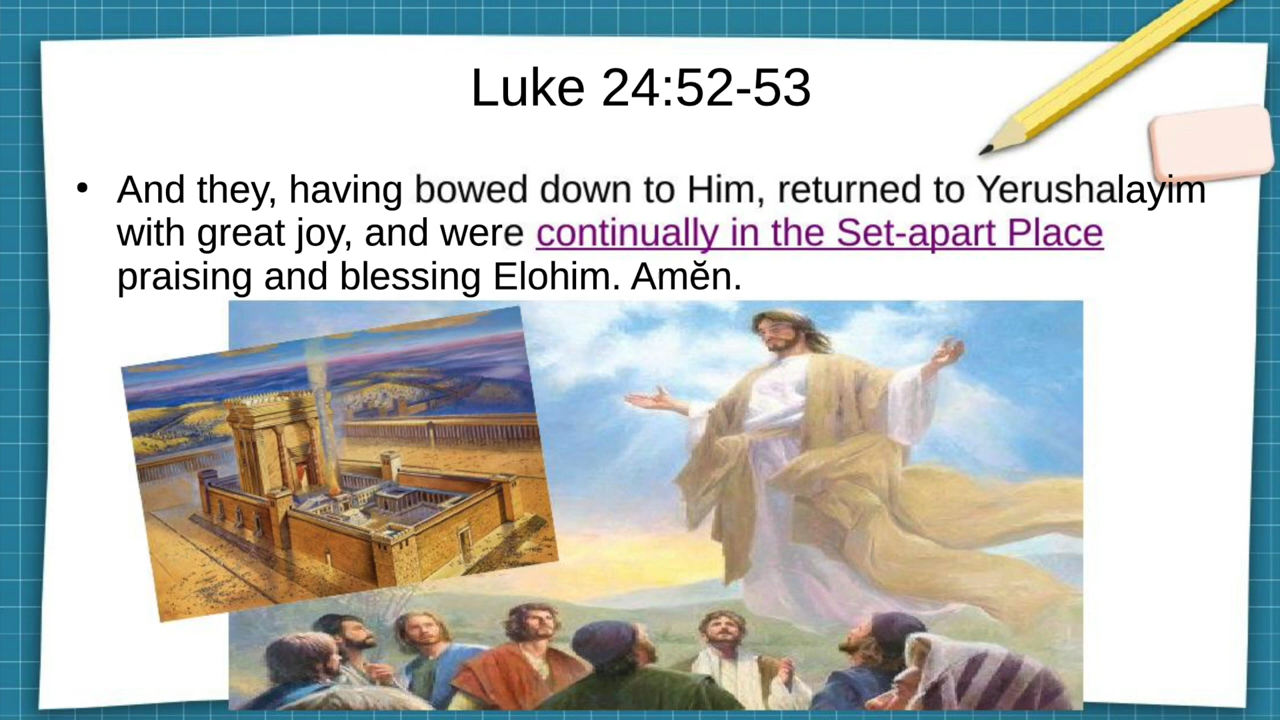 Luke 24:52-53
• And they, having bowed down to Him, returned to Yerushalayim
with great joy, and were continually in the Set-apart Place
praising and blessing Elohim. Amĕn.